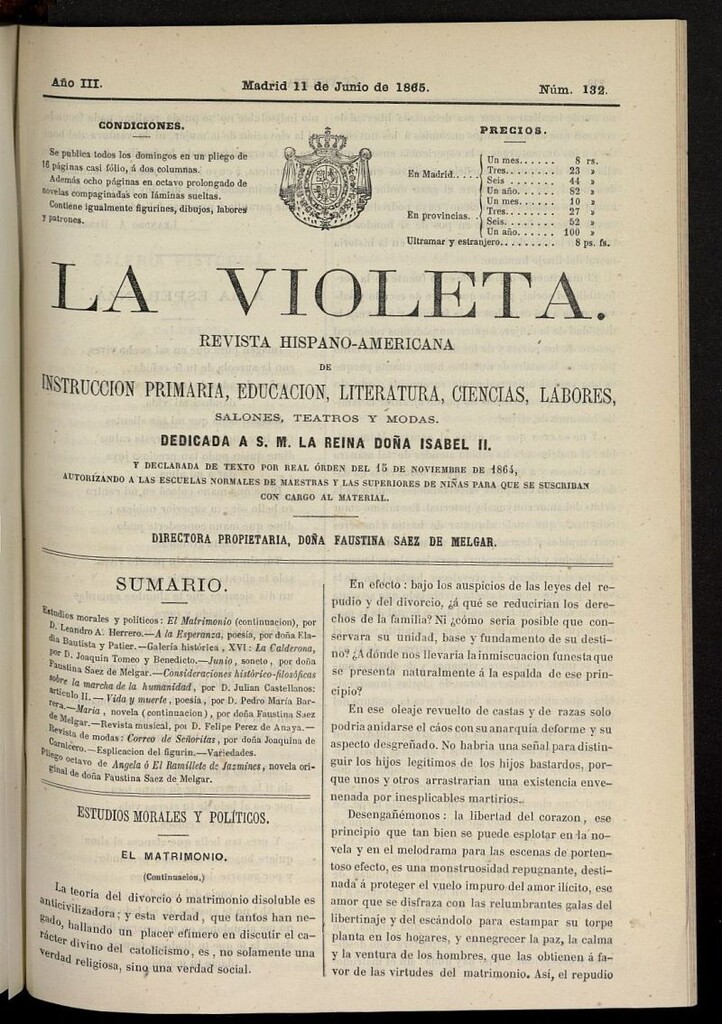 Año III.
Madrid 11 de Junio de 1865.
Núm. 132.
CONDICIONES.
Se publica todos los domingos en un pliego de
16 páginas casi fólio, á dos columnas.
Además ocho páginas en octavo prolongado de
novelas compaginadas con láminas sueltas.
Contiene igualmente figurines, dibujos, labores
y patrones.
PRECIOS.
En Madrid.....
Un mes...... 8 rs.
Tres....... 23 »
Seis....... 44 »
Un año..... 82 »
En provincias.
Un mes..... 10 »
Tres....... 27 »
Seis....... 52 »
Un año...... 100 »
Ultramar y estranjero......... 8 ps. fs.
LA VIOLETA.
REVISTA HISPANO-AMERICANA
DE
INSTRUCCION PRIMARIA, EDUCACION, LITERATURA, CIENCIAS, LABORES,
SALONES, TEATROS Y MODAS.
DEDICADA A S. M. LA REINA DOÑA ISABEL II.
Y DECLARADA DE TEXTO POR REAL ÓRDEN DEL 15 DE NOVIEMBRE DE 1864,
AUTORIZANDO A LAS ESCUELAS NORMALES DE MAESTRAS Y LAS SUPERIORES DE NIÑAS PARA QUE SE SUSCRIBAN
CON CARGO AL MATERIAL.
DIRECTORA PROPIETARIA, DOÑA FAUSTINA SAEZ DE MELGAR.
SUMARIO.
Estudios morales y políticos: El Matrimonio (continuacion), por
D. Leandro A. Herrero.—A la Esperanza, poesía, por doña Ela-
dia Bautista y Patier.—Galería histórica, XVI: La Calderona,
por D. Joaquin Tomeo y Benedicto.—Junio, soneto, por doña
Faustina Saez de Melgar.—Consideraciones histórico-filosóficas
sobre la marcha de la humanidad, por D. Julian Castellanos:
artículo II.—Vida y muerte, poesía, por D. Pedro María Bar-
rera.—Maria, novela (continuacion), por doña Faustina Saez
de Melgar.—Revista musical, por D. Felipe Perez de Anaya.—
Revista de modas: Correo de Señoritas, por doña Joaquina de
Carnicero.—Esplicacion del figurin.—Variedades.
Pliego octavo de Angela ó El Ramillete de Jazmines, novela ori-
ginal de doña Faustina Saez de Melgar.
ESTUDIOS MORALES Y POLÍTICOS.
EL MATRIMONIO.
(Continuacion.)
La teoría del divorcio ó matrimonio disoluble es
anticivilizadora; y esta verdad, que tantos han ne-
gado, hallando un placer efímero en discutir el ca-
rácter divino del catolicismo, es, no solamente una
verdad religiosa, sino una verdad social.
En efecto: bajo los auspicios de las leyes del re-
pudio y del divorcio, ¿á qué se reducirian los dere-
chos de la familia? Ni ¿cómo seria posible que con-
servara su unidad, base y fundamento de su desti-
no? ¿A dónde nos llevaria la inmiscuacion funesta que
se presenta naturalmente á la espalda de ese prin-
cipio?
En ese oleaje revuelto de castas y de razas solo
podria anidarse el cáos con su anarquía deforme y su
aspecto desgreñado. No habria una señal para distin-
guir los hijos legitimos de los hijos bastardos, por-
que unos y otros arrastrarian una existencia enve-
nenada por inesplicables martirios.
Desengañémonos: la libertad del corazon, ese
principio que tan bien se puede esplotar en la no-
vela y en el melodrama para las escenas de porten-
toso efecto, es una monstruosidad repugnante, desti-
nada á proteger el vuelo impuro del amor ilícito, ese
amor que se disfraza con las relumbrantes galas del
libertinaje y del escándolo para estampar su torpe
planta en los hogares, y ennegrecer la paz, la calma
y la ventura de los hombres, que las obtienen á fa-
vor de las virtudes del matrimonio. Así, el repudio